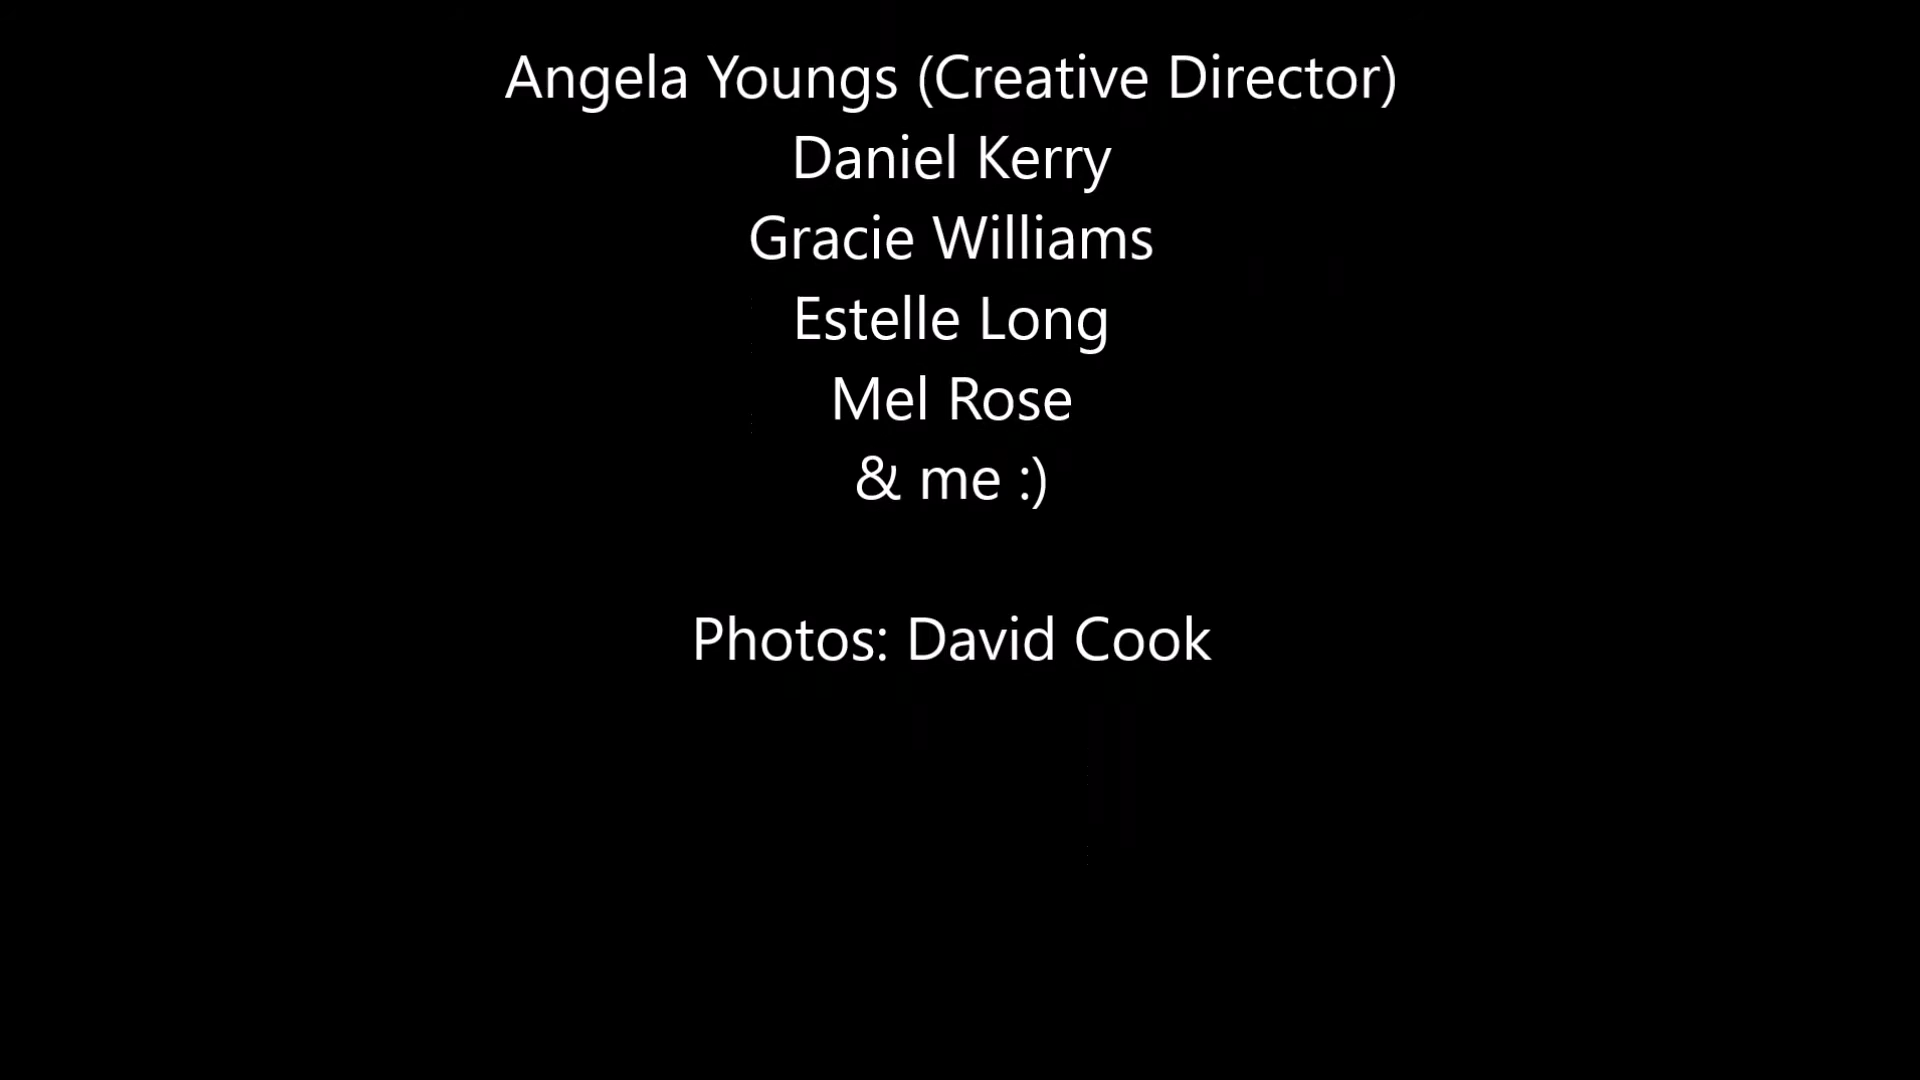 Angela Youngs (Creative Director)
Daniel Kerry
Gracie Williams
Estelle Long
Mel Rose
& me :)
Photos: David Cook